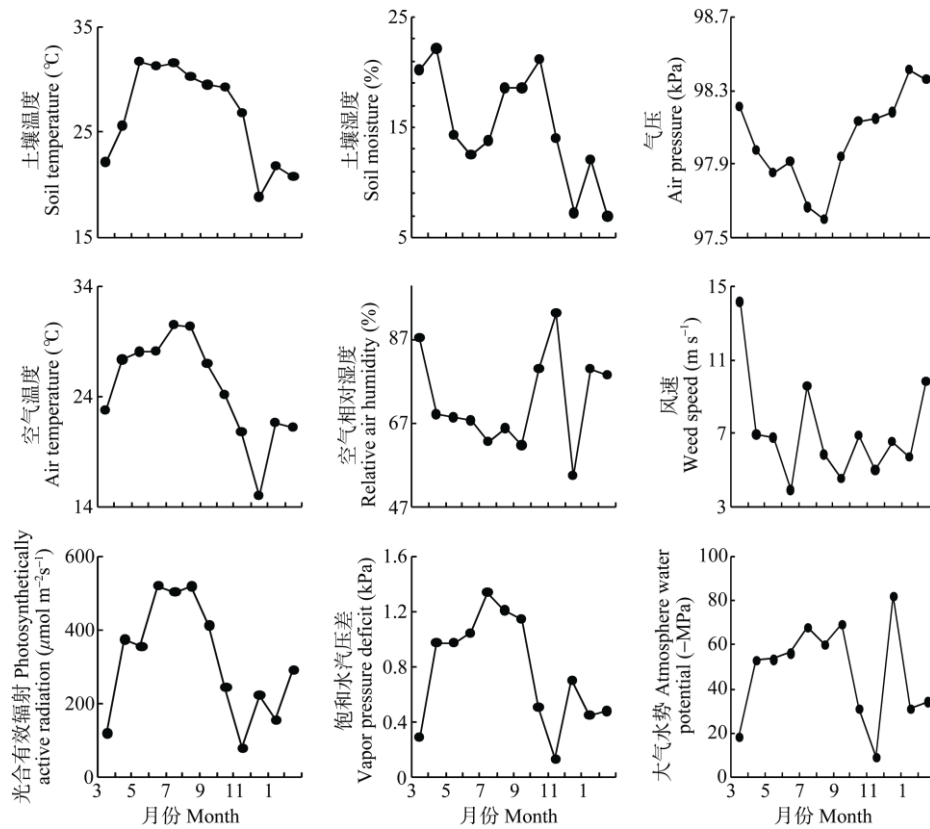 土壤温度
Soil temperature (℃)
35
25
15
土壤湿度
Soil moisture (%)
25
15
5
气压
Air pressure (kPa)
98.7
98.3
97.9
97.5
空气温度
Air temperature (℃)
34
24
14
空气相对湿度
Relative air humidity (%)
87
67
47
风速
Weed speed (m s⁻¹)
15
11
7
3
光合有效辐射 Photosynthetically
active radiation (μmol m⁻²s⁻¹)
600
400
200
0
3 5 7 9 11 1
月份 Month
饱和水汽压差
Vapor pressure deficit (kPa)
1.6
1.2
0.8
0.4
0
3 5 7 9 11 1
月份 Month
大气水势 Atmosphere water
potential (−MPa)
100
80
60
40
20
0
3 5 7 9 11 1
月份 Month